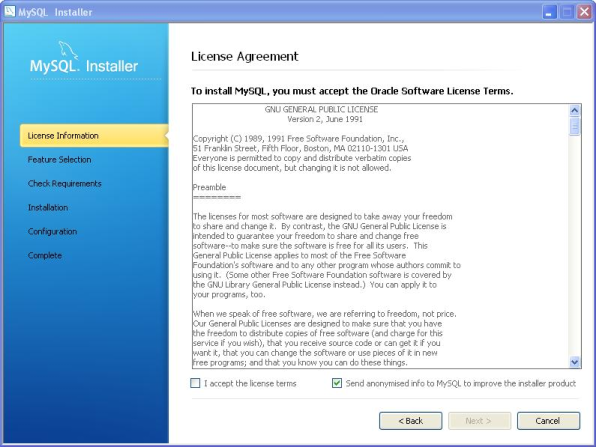 MySQL Installer
MySQL. Installer
License Information
Feature Selection
Check Requirements
Installation
Configuration
Complete
License Agreement
To install MySQL, you must accept the Oracle Software License Terms.
GNU GENERAL PUBLIC LICENSE
Version 2, June 1991
Copyright (C) 1989, 1991 Free Software Foundation, Inc.,
51 Franklin Street, Fifth Floor, Boston, MA 02110-1301 USA
Everyone is permitted to copy and distribute verbatim copies
of this license document, but changing it is not allowed.
Preamble
========
The licenses for most software are designed to take away your freedom
to share and change it. By contrast, the GNU General Public License is
intended to guarantee your freedom to share and change free
software--to make sure the software is free for all its users. This
General Public License applies to most of the Free Software
Foundation's software and to any other program whose authors commit to
using it. (Some other Free Software Foundation software is covered by
the GNU Library General Public License instead.) You can apply it to
your programs, too.
When we speak of free software, we are referring to freedom, not price.
Our General Public Licenses are designed to make sure that you have
the freedom to distribute copies of free software (and charge for this
service if you wish), that you receive source code or can get it if you
want it, that you can change the software or use pieces of it in new
free programs; and that you know you can do these things.
I accept the license terms
Send anonymised info to MySQL to improve the installer product
< Back
Next >
Cancel